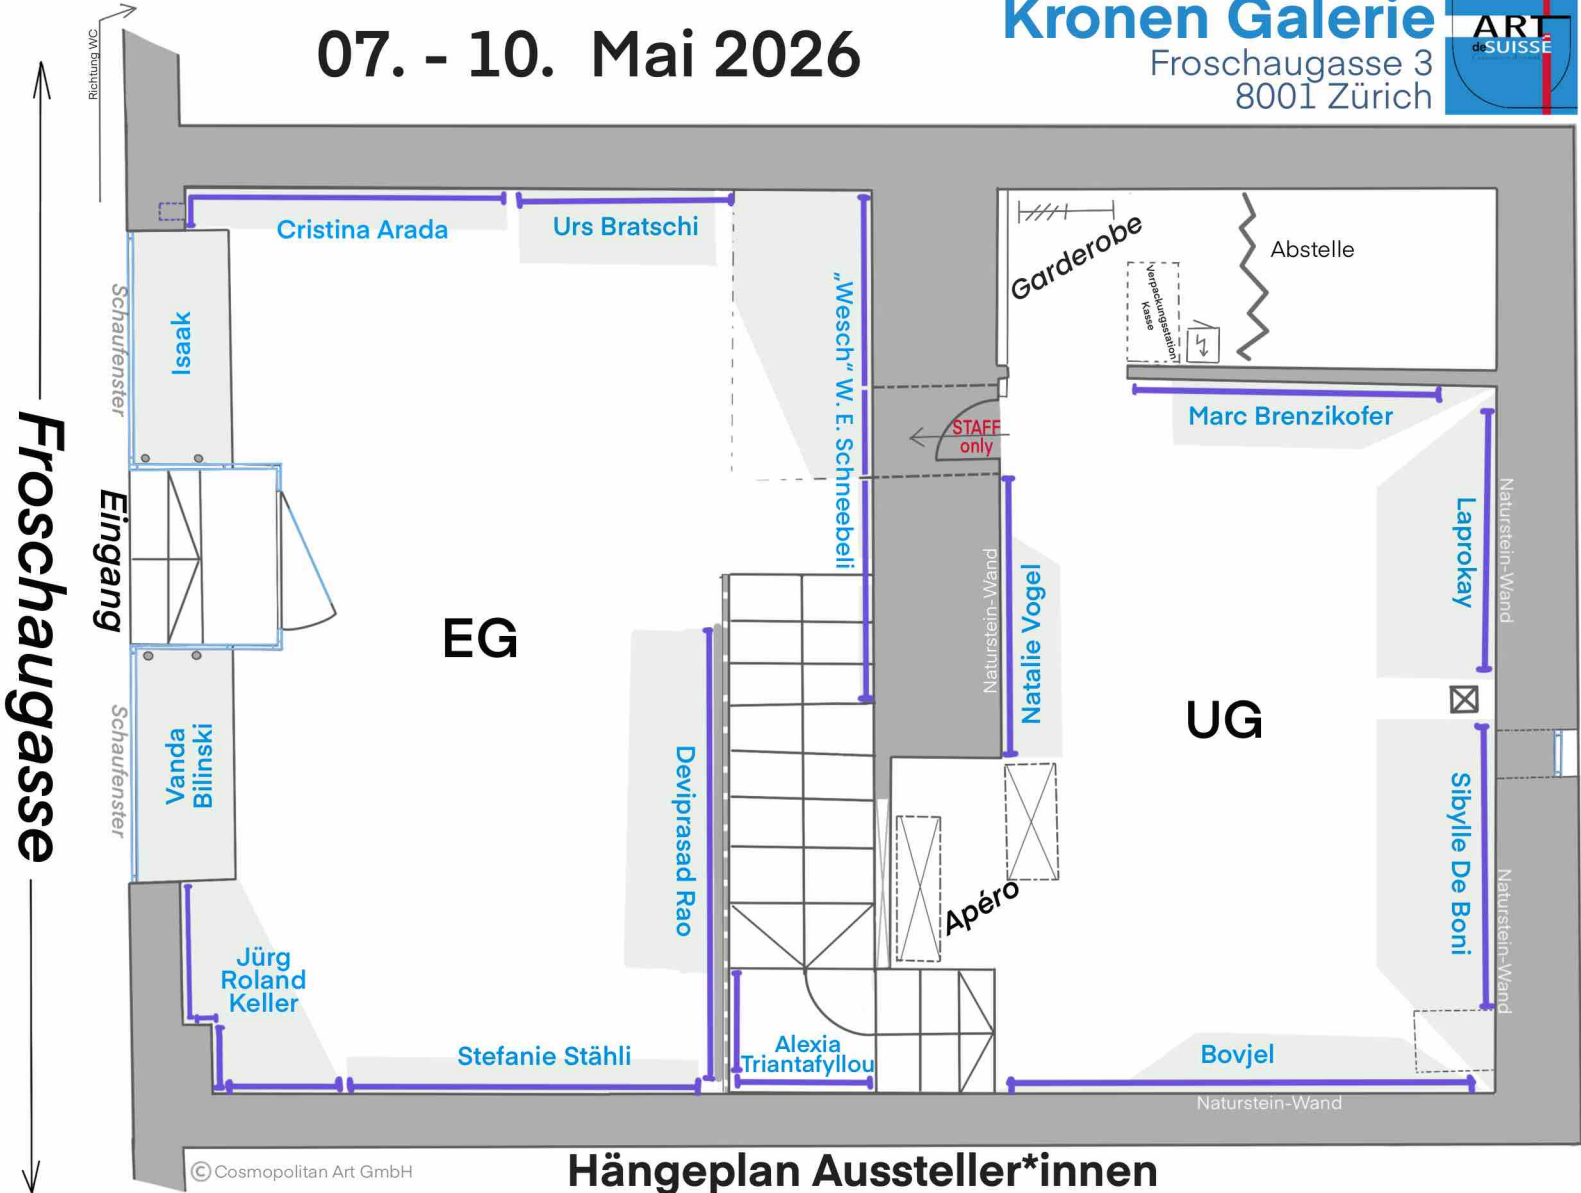 Richtung WC
07. - 10. Mai 2026
Kronen Galerie
Froschaugasse 3
8001 Zürich
ART
deSUISSE
Froschaugasse
Eingang
Schaufenster
Schaufenster
Cristina Arada
Urs Bratschi
Isaak
„Wesch“ W. E. Schneebeli
Garderobe
Verpackungsstation
Kasse
Abstelle
STAFF
only
Marc Brenzikofer
Laprokay
Naturstein-Wand
Naturstein-Wand
Natalie Vogel
EG
UG
Vanda
Bilinski
Deviprasad Rao
Sibylle De Boni
Naturstein-Wand
Apéro
Jürg
Roland
Keller
Stefanie Stähli
Alexia
Triantafyllou
Bovjel
Naturstein-Wand
© Cosmopolitan Art GmbH
Hängeplan Aussteller*innen